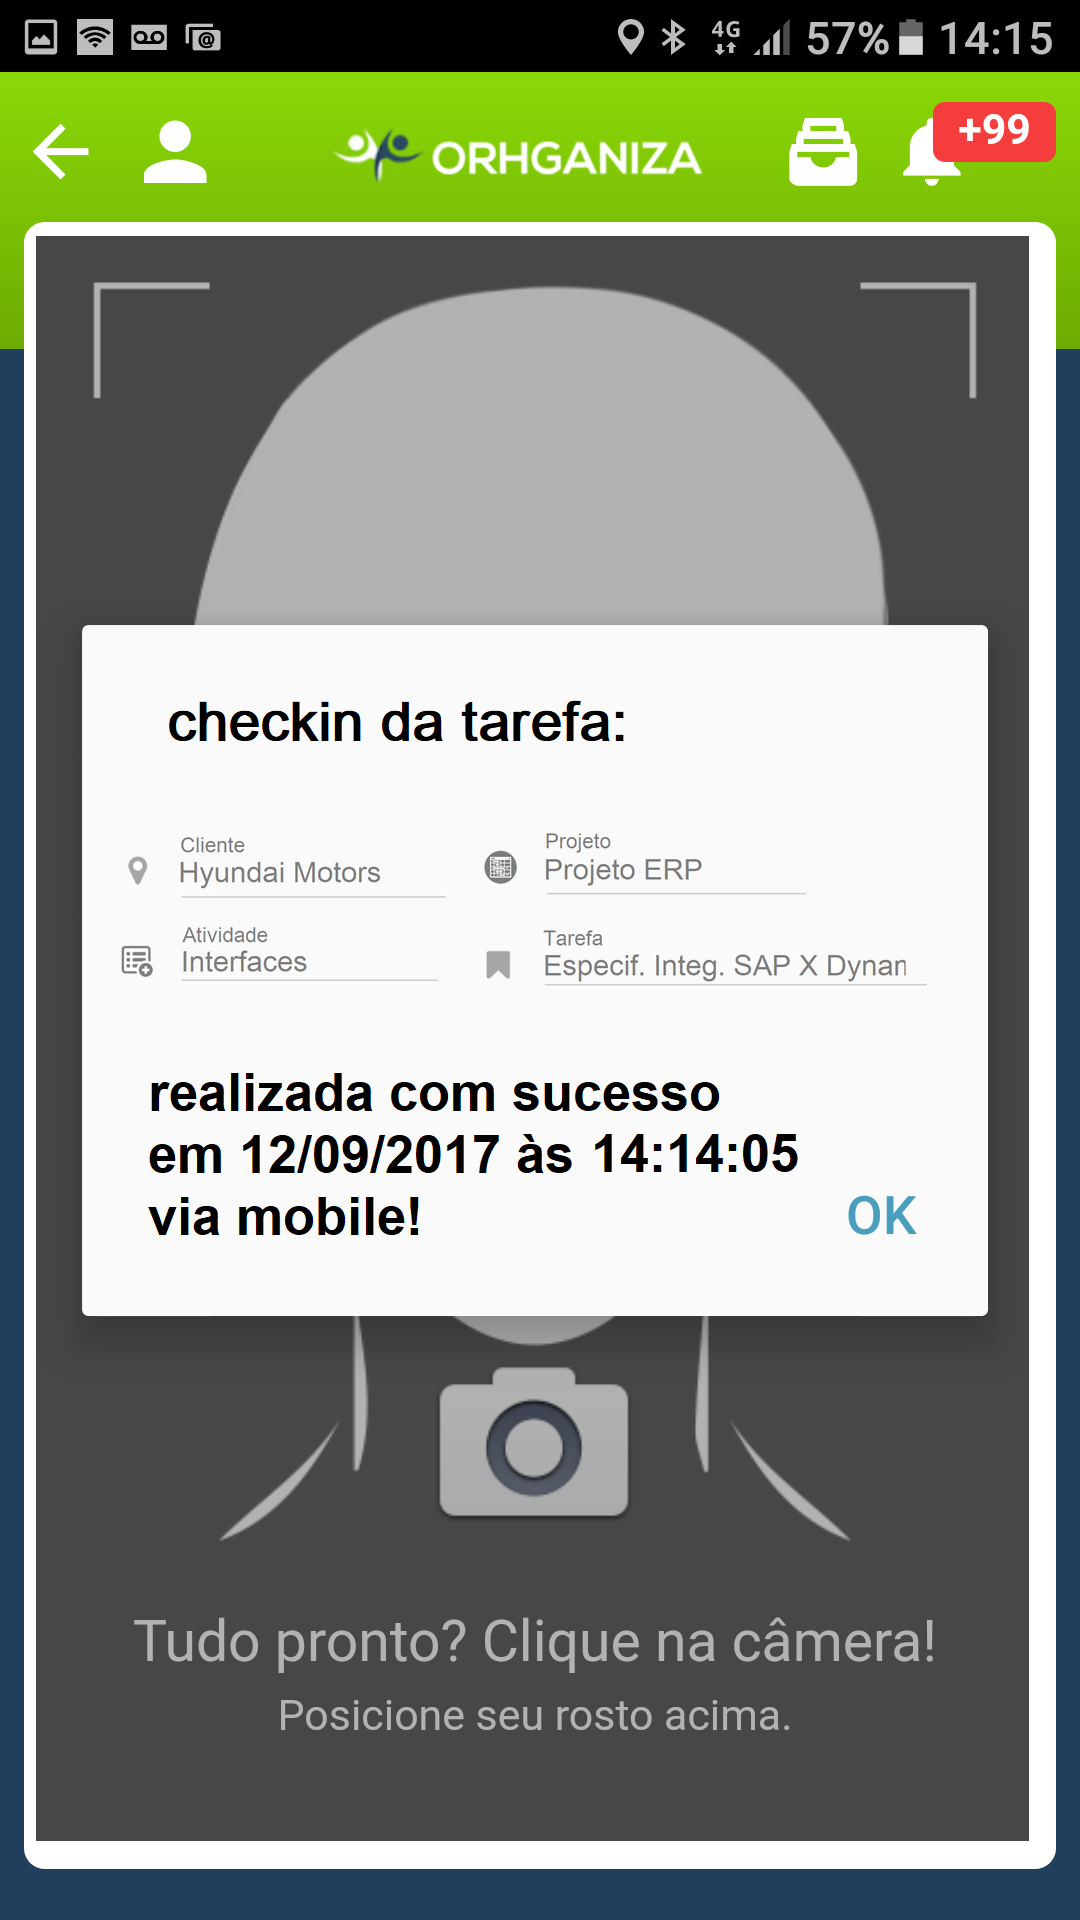 4G 57% 14:15
ORHGANIZA +99
checkin da tarefa:
Cliente
Hyundai Motors
Projeto
Projeto ERP
Atividade
Interfaces
Tarefa
Especif. Integ. SAP X Dynan
realizada com sucesso
em 12/09/2017 às 14:14:05
via mobile!
OK
Tudo pronto? Clique na câmera!
Posicione seu rosto acima.